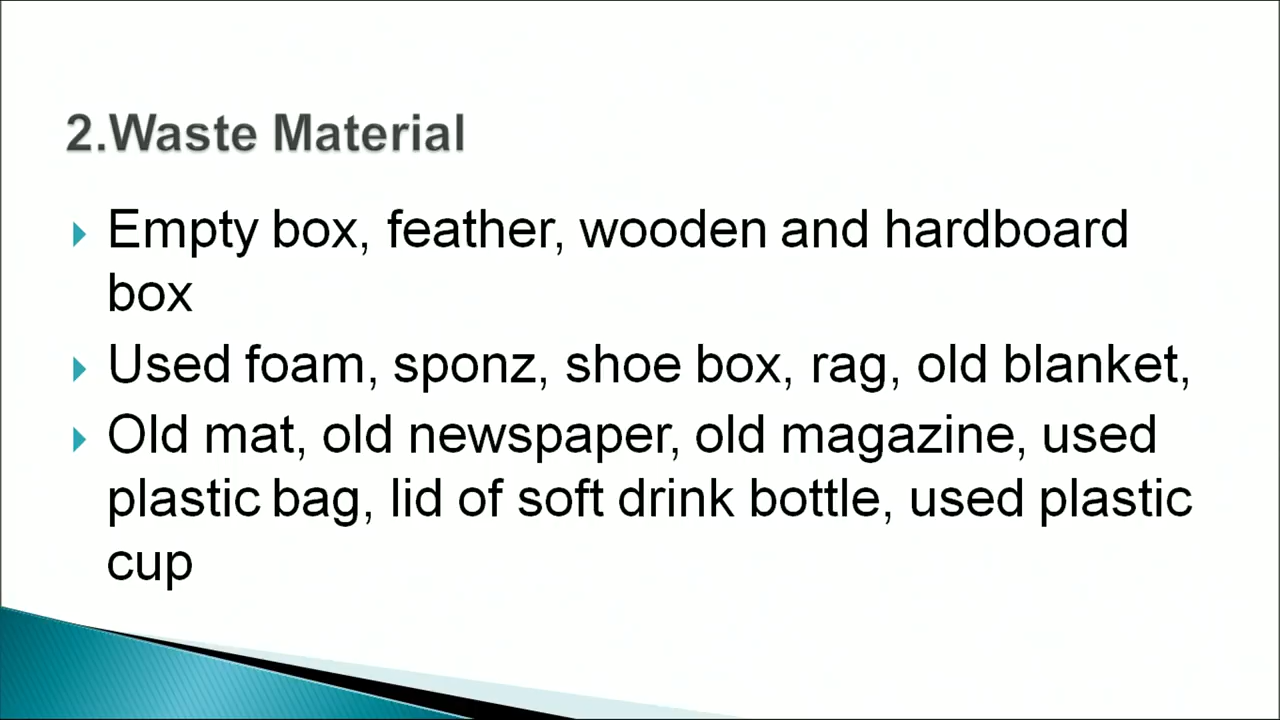 2.Waste Material
Empty box, feather, wooden and hardboard
box
Used foam, sponz, shoe box, rag, old blanket,
Old mat, old newspaper, old magazine, used
plastic bag, lid of soft drink bottle, used plastic
cup